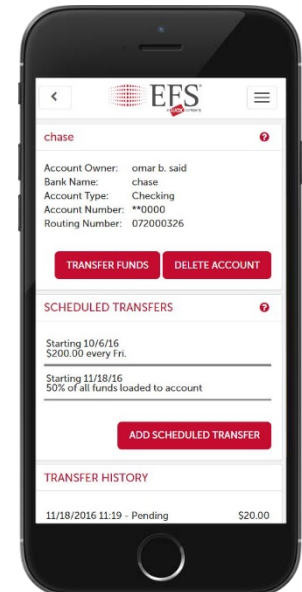 EFS
chase
Account Owner: omar b. said
Bank Name: chase
Account Type: Checking
Account Number: **0000
Routing Number: 072000326
TRANSFER FUNDS DELETE ACCOUNT
SCHEDULED TRANSFERS
Starting 10/6/16
$200.00 every Fri.
Starting 11/18/16
50% of all funds loaded to account
ADD SCHEDULED TRANSFER
TRANSFER HISTORY
11/18/2016 11:19 - Pending $20.00